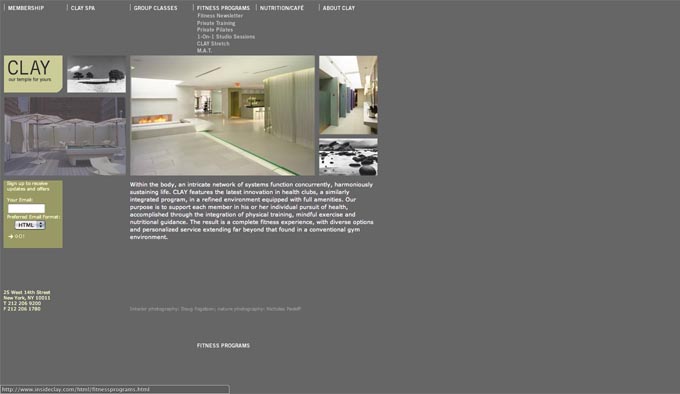 MEMBERSHIP
CLAY SPA
GROUP CLASSES
FITNESS PROGRAMS
NUTRITION/CAFÉ
ABOUT CLAY
Fitness Newsletter
Private Training
Private Pilates
1-On-1 Studio Sessions
CLAY Stretch
M.A.T.
CLAY
our temple for yours
Sign up to receive
updates and offers
Your Email:
Preferred Email format:
HTML
GO!
Within the body, an intricate network of systems function concurrently, harmoniously
sustaining life. CLAY features the latest innovation in health clubs, a similarly
integrated program, in a refined environment equipped with full amenities. Our
purpose is to support each member in his or her individual pursuit of health,
accomplished through the integration of physical training, mindful exercise and
nutritional guidance. The result is a complete fitness experience, with diverse options
and personalized service extending far beyond that found in a conventional gym
environment.
25 West 14th Street
New York, NY 10011
T 212 206 9200
F 212 206 1780
Interior photography: Doug Fogelson; nature photography: Nicholas
FITNESS PROGRAMS
http://www.insideclay.com/html/fitnessprograms.html